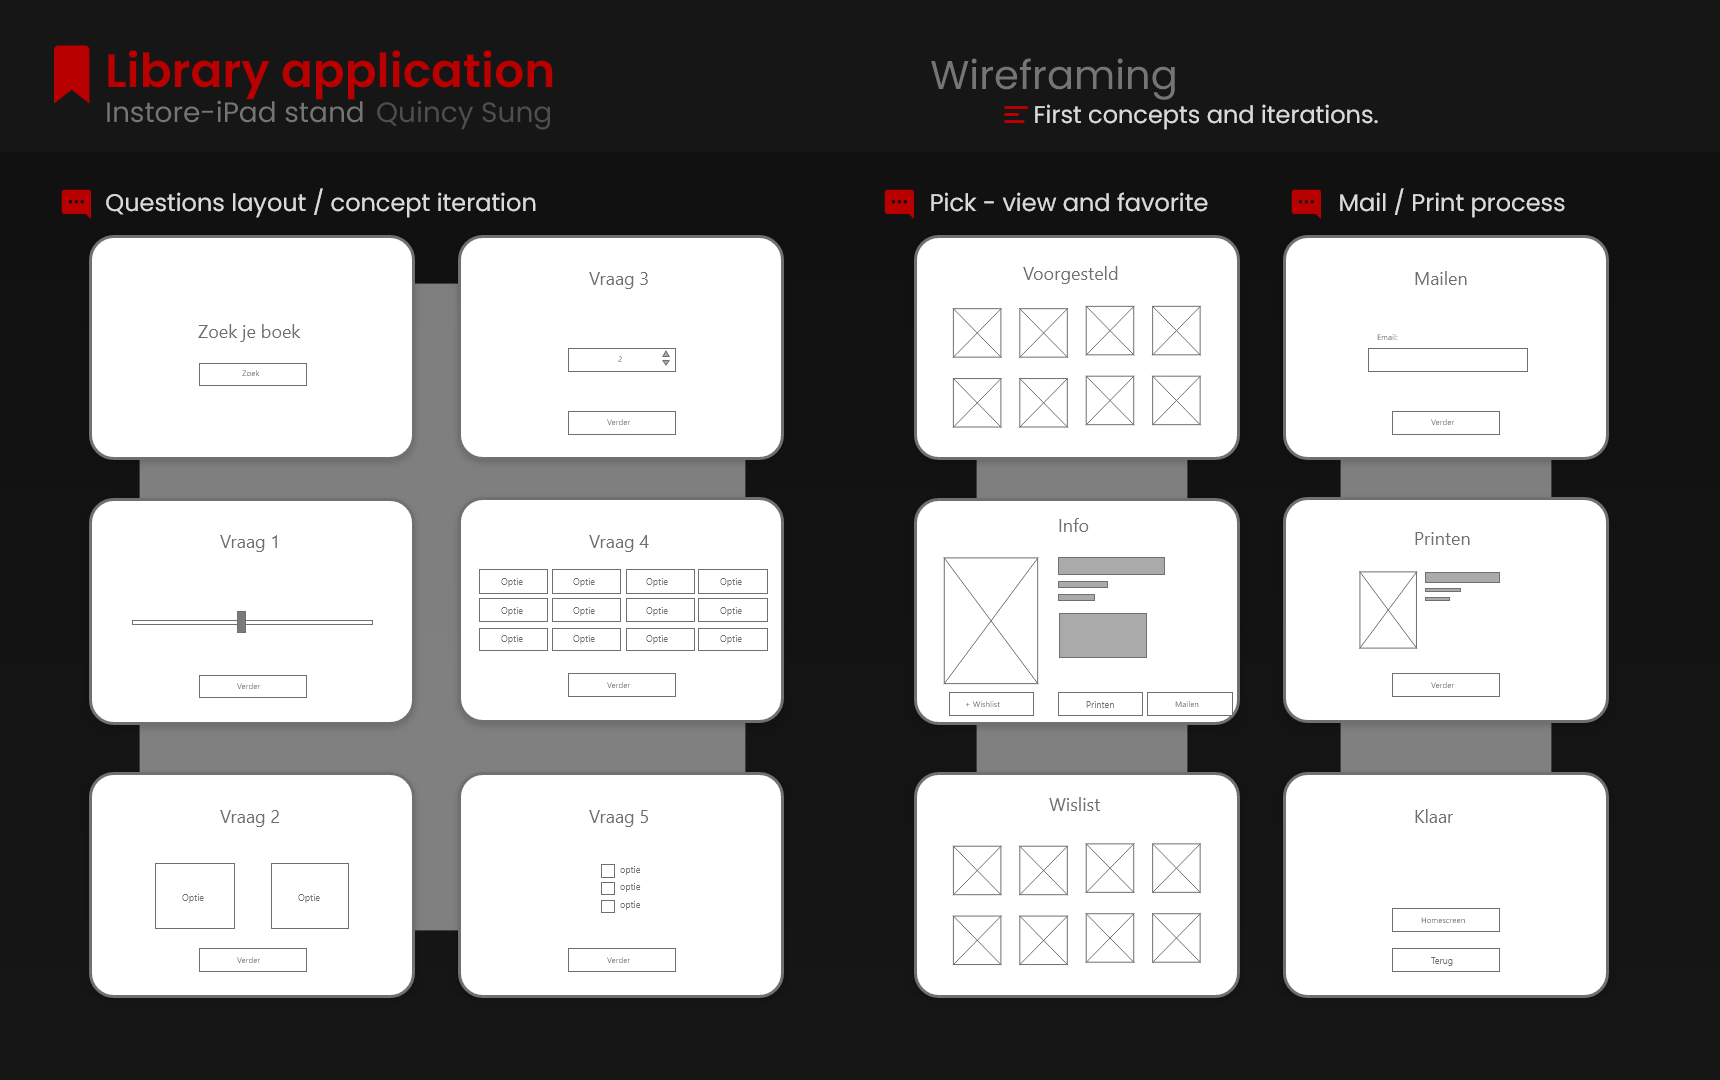 Library application
Instore-iPad stand Quincy Sung
Wireframing
First concepts and iterations.
Questions layout / concept iteration
Zoek je boek
Zoek
Vraag 3
2
Verder
Vraag 1
Verder
Vraag 4
Optie Optie Optie Optie
Optie Optie Optie Optie
Optie Optie Optie Optie
Verder
Vraag 2
Optie Optie
Verder
Vraag 5
optie
optie
optie
Verder
Pick - view and favorite
Voorgesteld
Info
+ Wishlist Printen Mailen
Wislist
Mail / Print process
Mailen
Email:
Verder
Printen
Verder
Klaar
Homescreen
Terug